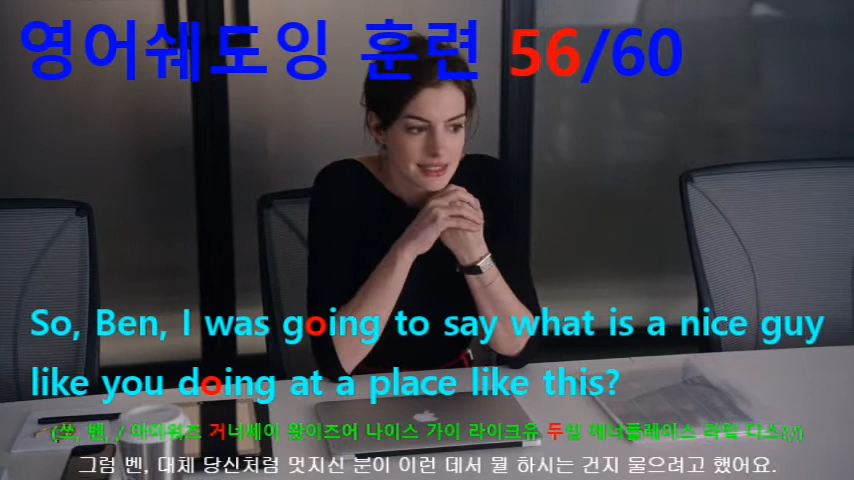 영어쉐도잉 훈련 56/60
So, Ben, I was going to say what is a nice guy
like you doing at a place like this?
(쏘, 벤, / 아이워즈 거너쎄이 왓이즈어 나이스 가이 라이크유 두잉 애너플레이스 라잌 디스?/)
그럼 벤, 대체 당신처럼 멋지신 분이 이런 데서 뭘 하시는 건지 물으려고 했어요.